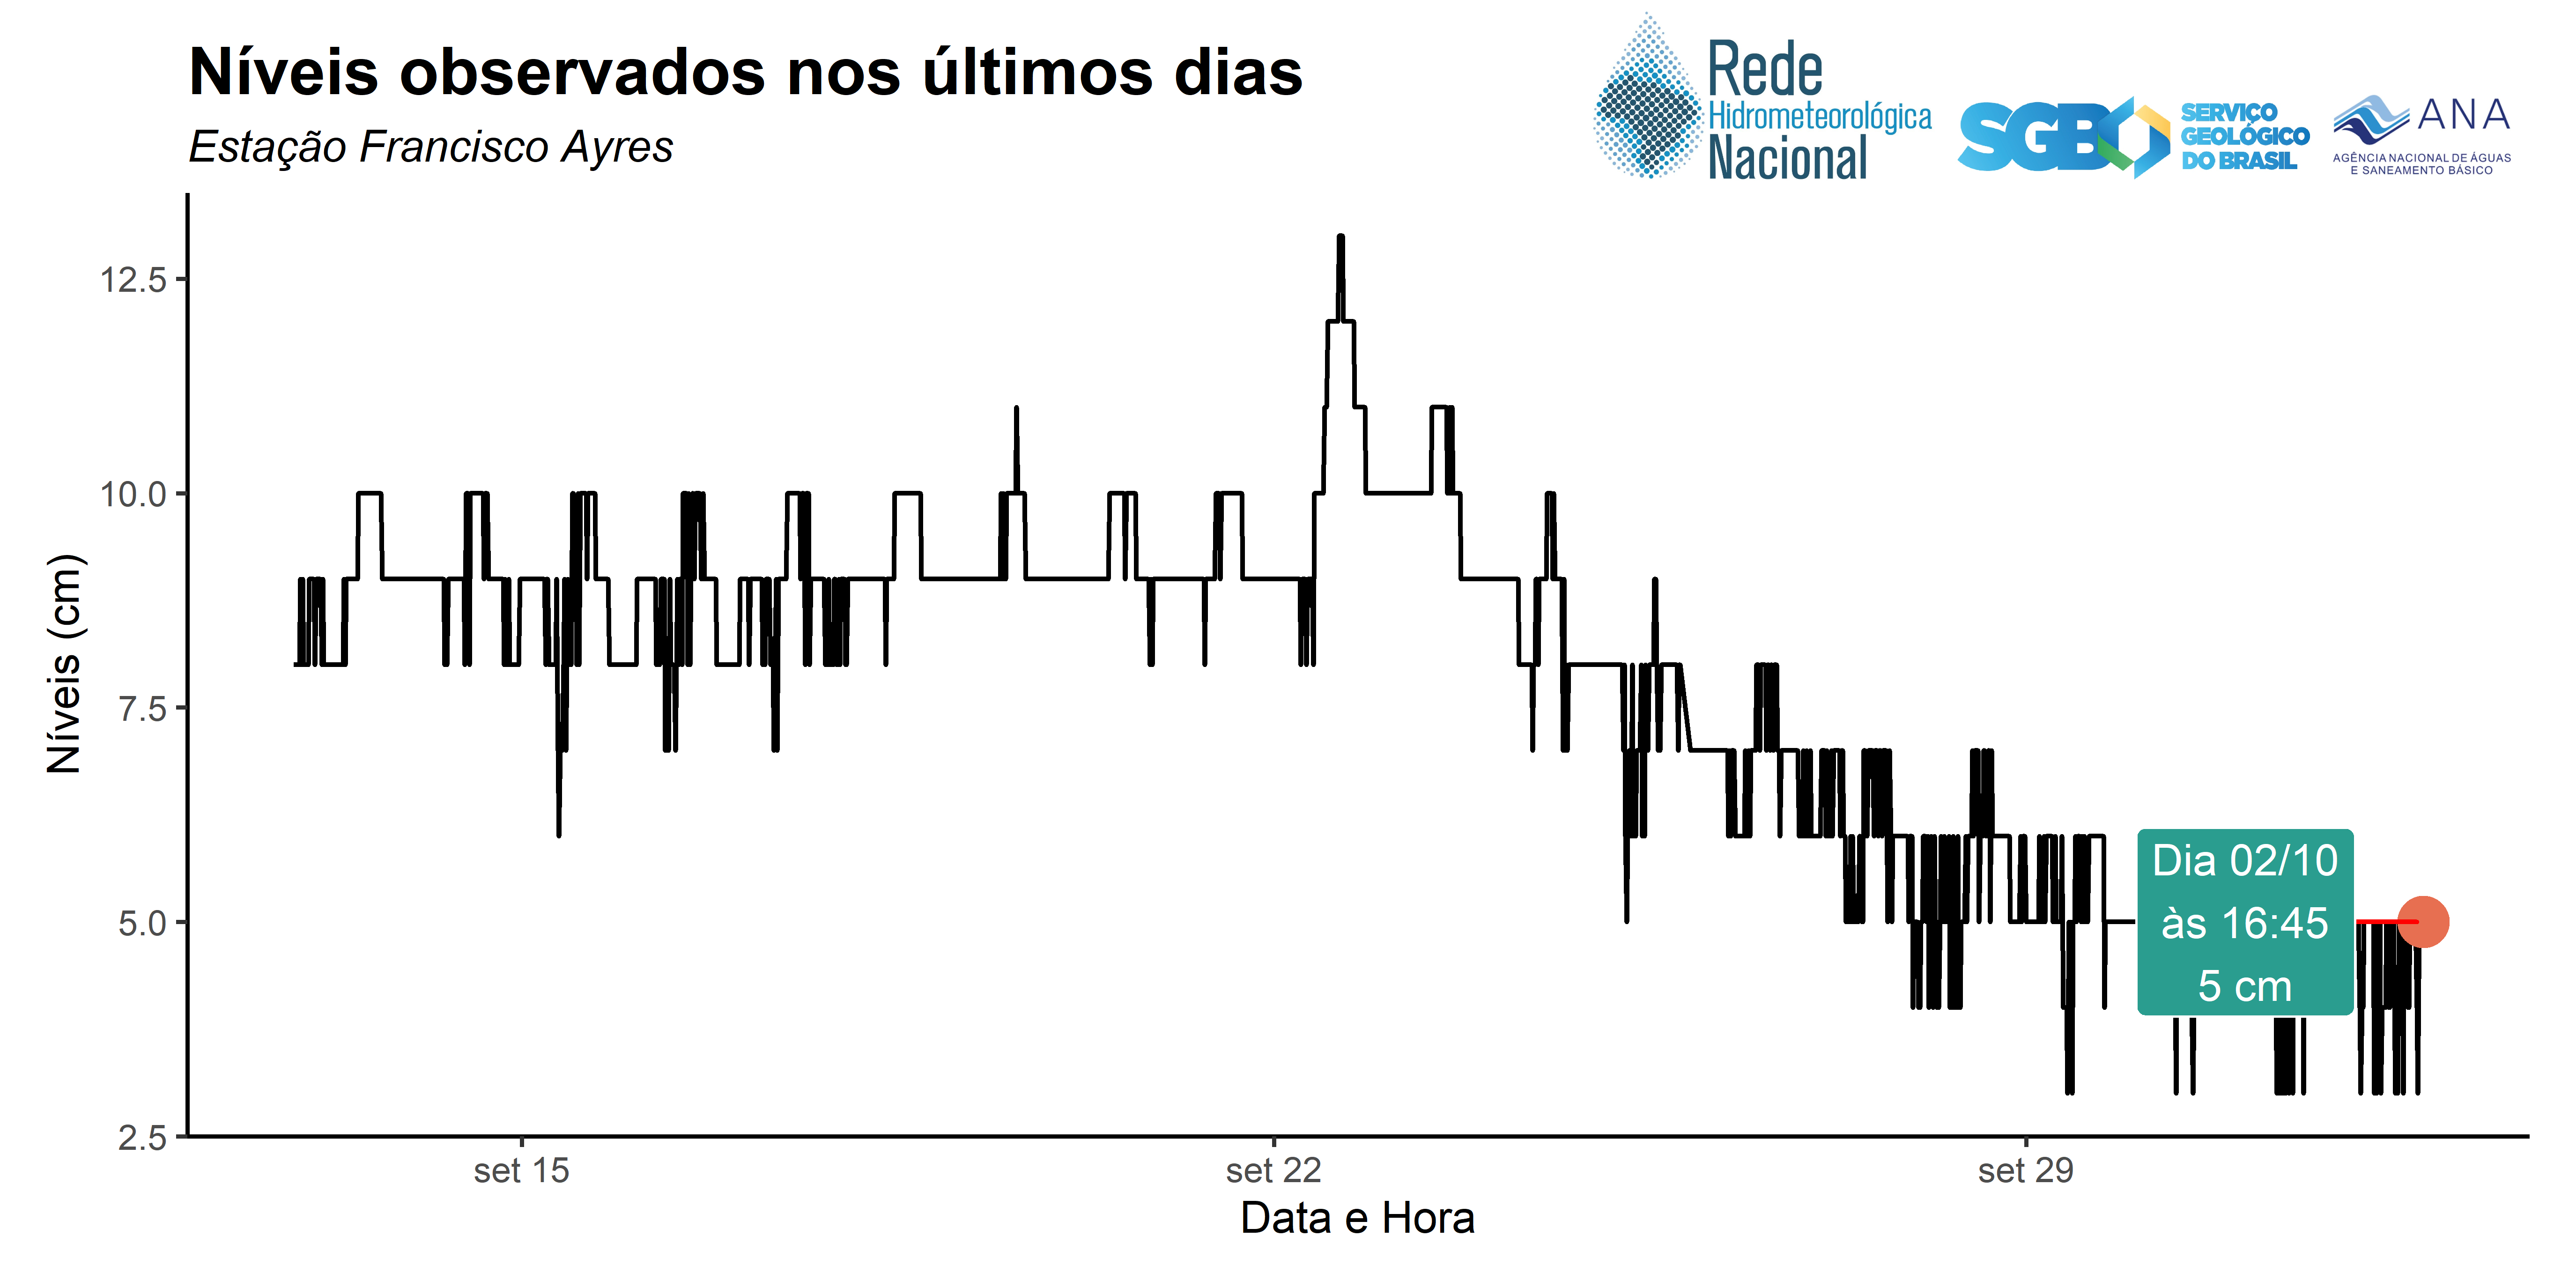 Níveis observados nos últimos dias
Estação Francisco Ayres
Rede
Hidrometeorológica
Nacional
SGB
SERVIÇO
GEOLÓGICO
DO BRASIL
ANA
AGÊNCIA NACIONAL DE ÁGUAS
E SANEAMENTO BÁSICO
Níveis (cm)
12.5
10.0
7.5
5.0
2.5
Dia 02/10
às 16:45
5 cm
set 15
set 22
set 29
Data e Hora